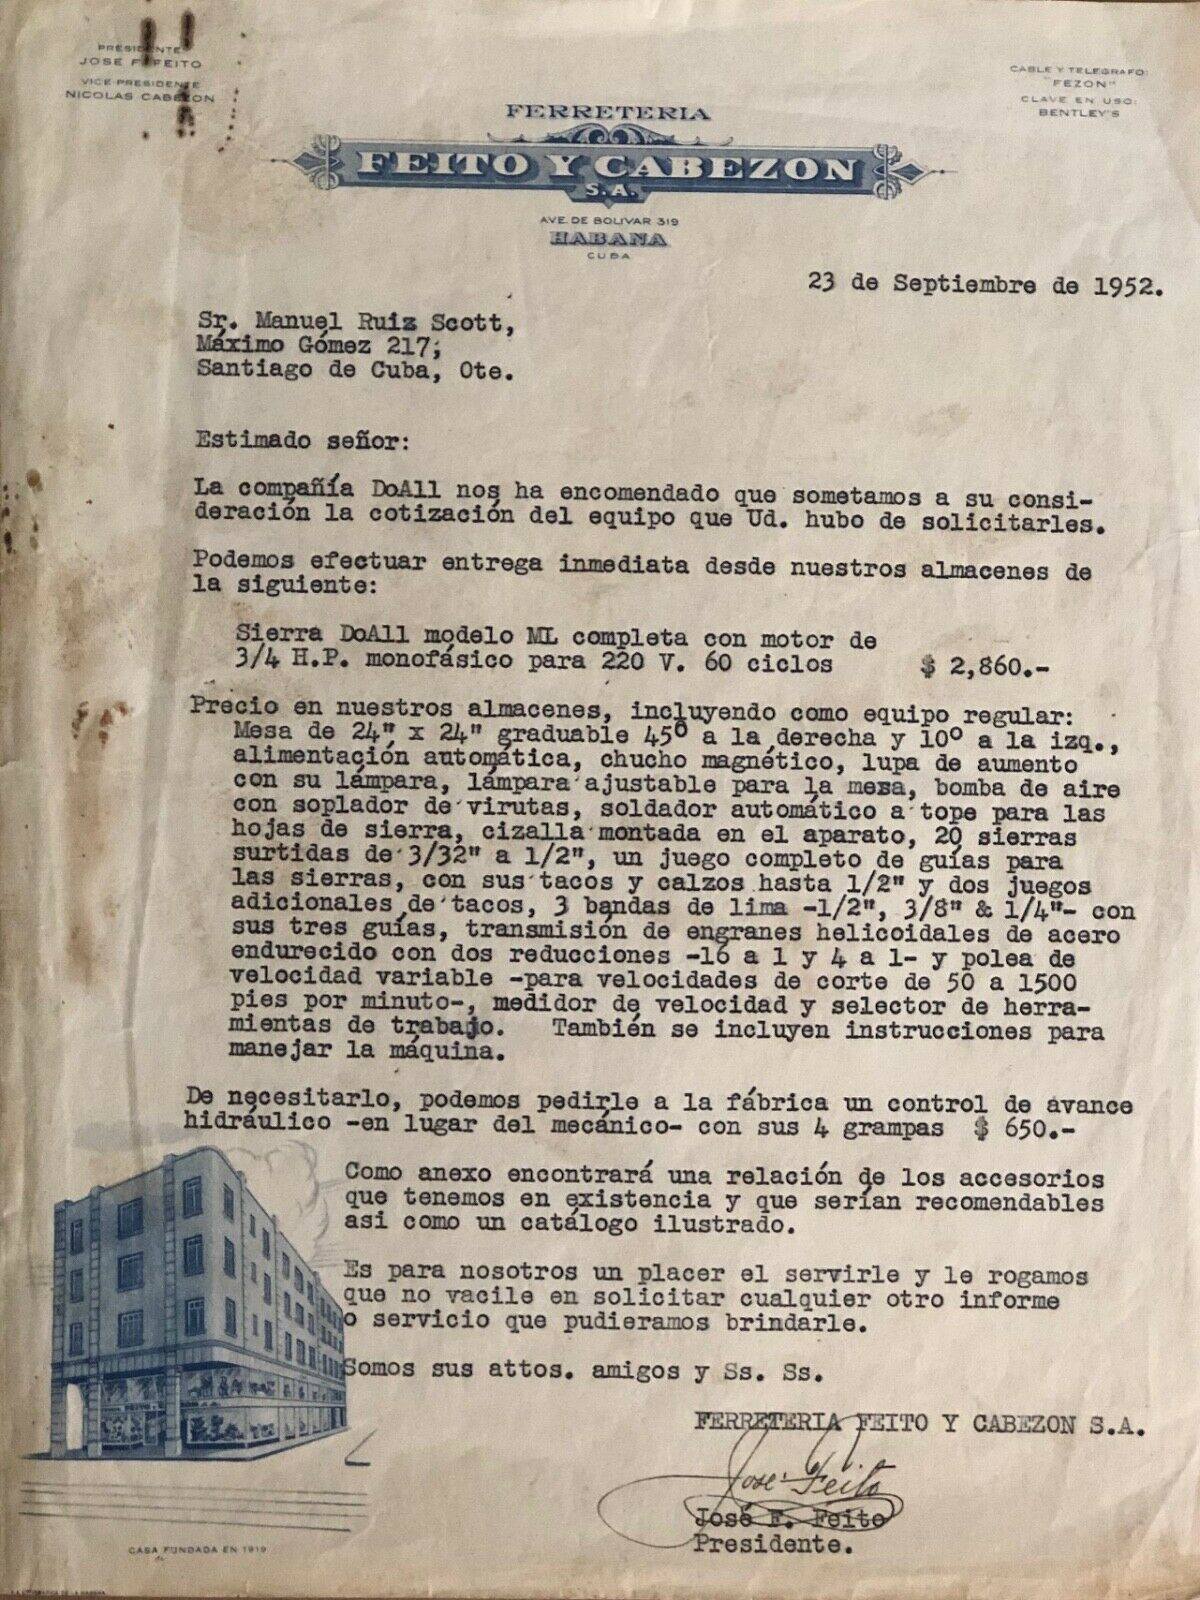 PRESIDENTE
JOSE F. FEITO
VICE-PRESIDENTE
NICOLAS CABEZON
CABLE Y TELEGRAFO:
"FEZON"
CLAVE EN USO:
BENTLEY'S
FERRETERIA
FEITO Y CABEZON
S.A.
AVE. DE BOLIVAR 319
HABANA
CUBA
23 de Septiembre de 1952.
Sr. Manuel Ruiz Scott,
Máximo Gómez 217;
Santiago de Cuba, Ote.
Estimado señor:
La compañía DoAll nos ha encomendado que sometamos a su consi-
deración la cotización del equipo que Ud. hubo de solicitarles.
Podemos efectuar entrega inmediata desde nuestros almacenes de
la siguiente:
Sierra DoAll modelo ML completa con motor de
3/4 H.P. monofásico para 220 V. 60 ciclos $ 2,860.-
Precio en nuestros almacenes, incluyendo como equipo regular:
Mesa de 24" x 24" graduable 45º a la derecha y 10º a la izq.,
alimentación automática, chucho magnético, lupa de aumento
con su lámpara, lámpara ajustable para la mesa, bomba de aire
con soplador de virutas, soldador automático a tope para las
hojas de sierra, cizalla montada en el aparato, 20 sierras
surtidas de 3/32" a 1/2", un juego completo de guías para
las sierras, con sus tacos y calzos hasta 1/2" y dos juegos
adicionales de tacos, 3 bandas de lima -1/2", 3/8" & 1/4"- con
sus tres guías, transmisión de engranes helicoidales de acero
endurecido con dos reducciones -16 a 1 y 4 a 1- y polea de
velocidad variable -para velocidades de corte de 50 a 1500
pies por minuto-, medidor de velocidad y selector de herra-
mientas de trabajo. También se incluyen instrucciones para
manejar la máquina.
De necesitarlo, podemos pedirle a la fábrica un control de avance
hidráulico -en lugar del mecánico- con sus 4 grampas $ 650.-
Como anexo encontrará una relación de los accesorios
que tenemos en existencia y que serían recomendables
asi como un catálogo ilustrado.
Es para nosotros un placer el servirle y le rogamos
que no vacile en solicitar cualquier otro informe
o servicio que pudieramos brindarle.
Somos sus attos. amigos y Ss. Ss.
FERRETERIA FEITO Y CABEZON S.A.
José F. Feito
José F. Feito
Presidente.
CASA FUNDADA EN 1919